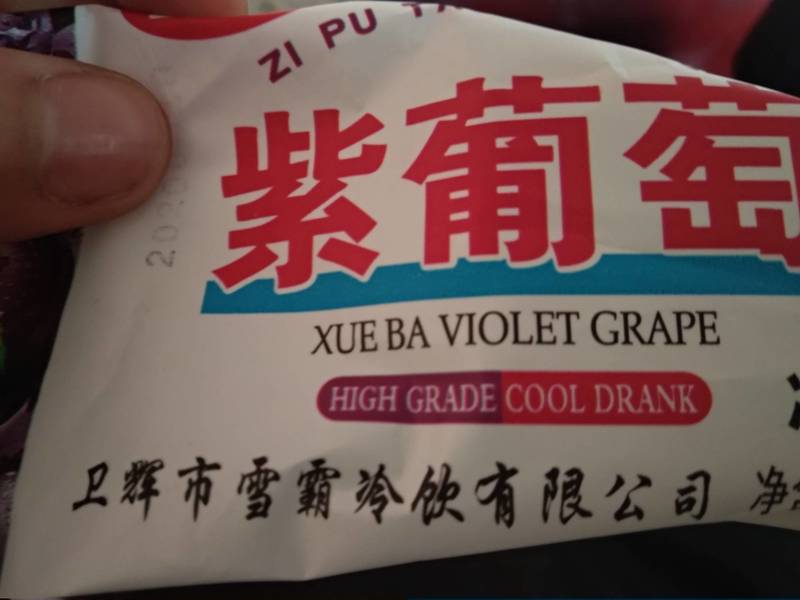 ZI PU TA
紫葡萄
XUE BA VIOLET GRAPE
HIGH GRADE COOL DRANK
卫辉市雪霸冷饮有限公司
净